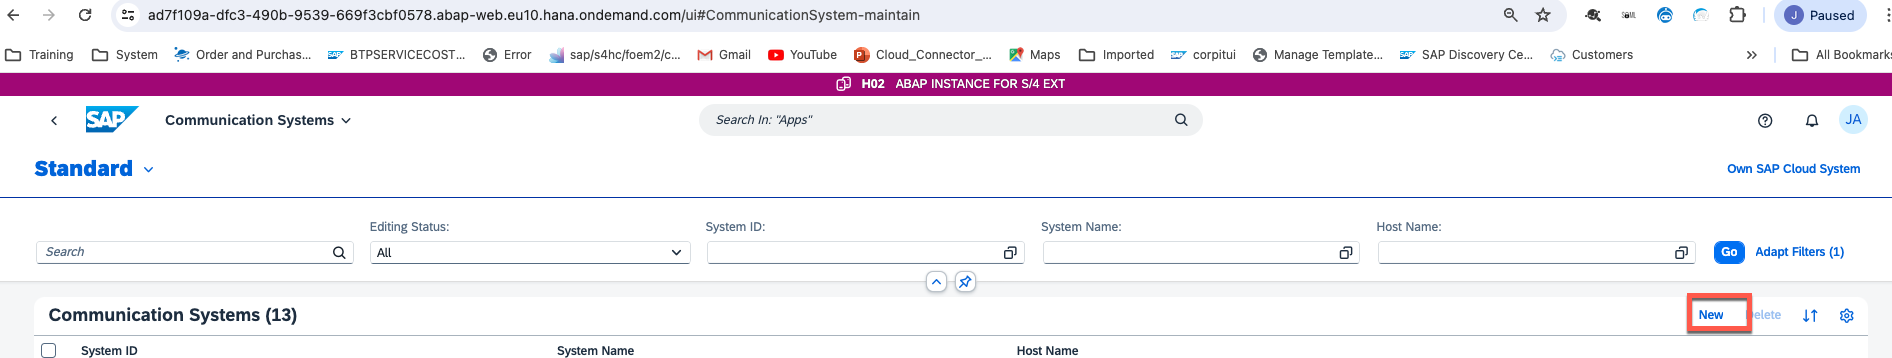 ad7f109a-dfc3-490b-9539-669f3cbf0578.abap-web.eu10.hana.ondemand.com/ui#CommunicationSystem-maintain J Paused
Training System Order and Purchas... SAP BTPSERVICECOST... Error sap/s4hc/foem2/c... Gmail YouTube Cloud_Connector_... Maps Imported SAP corpitui Manage Template... SAP SAP Discovery Ce... Customers » All Bookmarks
H02 ABAP INSTANCE FOR S/4 EXT
SAP Communication Systems Search In: "Apps" JA
Standard Own SAP Cloud System
Editing Status: System ID: System Name: Host Name:
Search All Go Adapt Filters (1)
Communication Systems (13) New Delete
System ID System Name Host Name